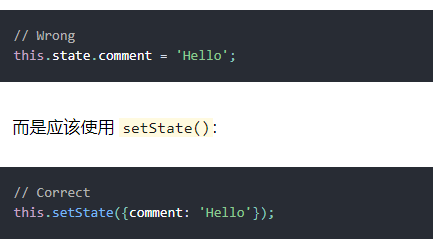 // Wrong
this.state.comment = 'Hello';
而是应该使用 setState():
// Correct
this.setState({comment: 'Hello'});